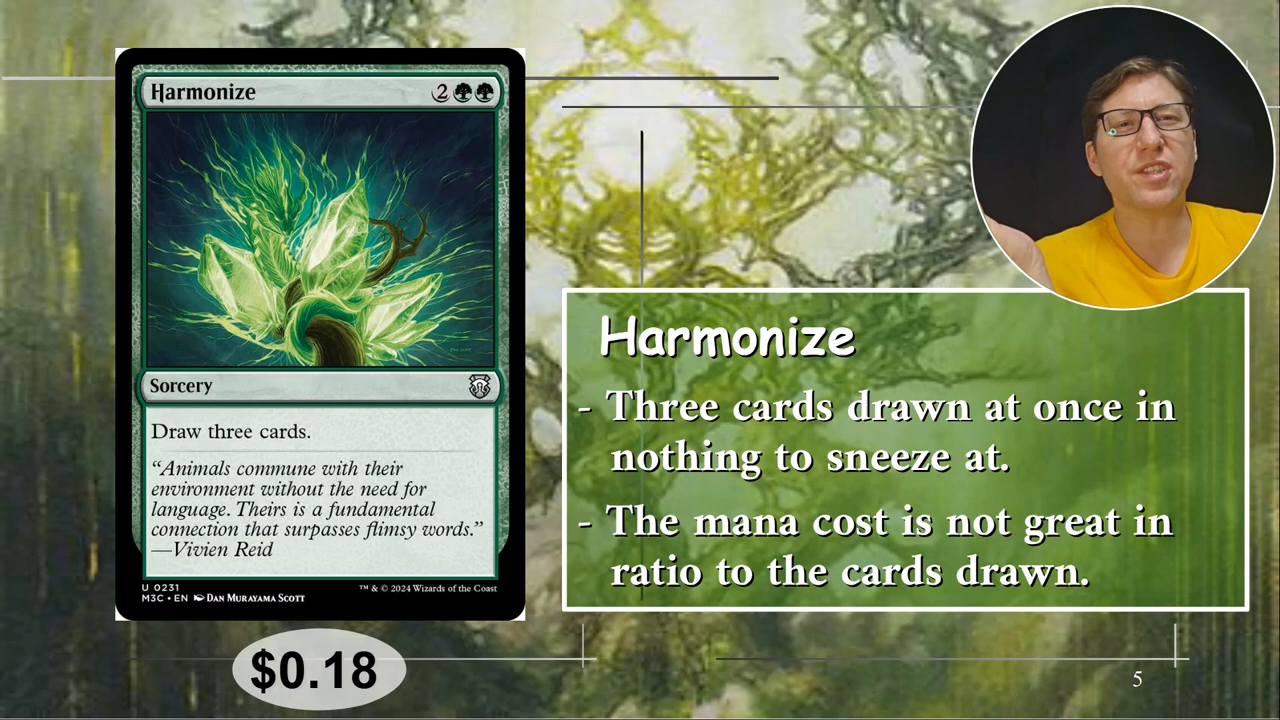 Harmonize 2
Sorcery
Draw three cards.
“Animals commune with their
environment without the need for
language. Theirs is a fundamental
connection that surpasses flimsy words.”
—Vivien Reid
U 0231
M3C • EN DAN MURAYAMA SCOTT
™ & © 2024 Wizards of the Coast
$0.18
Harmonize
- Three cards drawn at once in
nothing to sneeze at.
- The mana cost is not great in
ratio to the cards drawn.
5